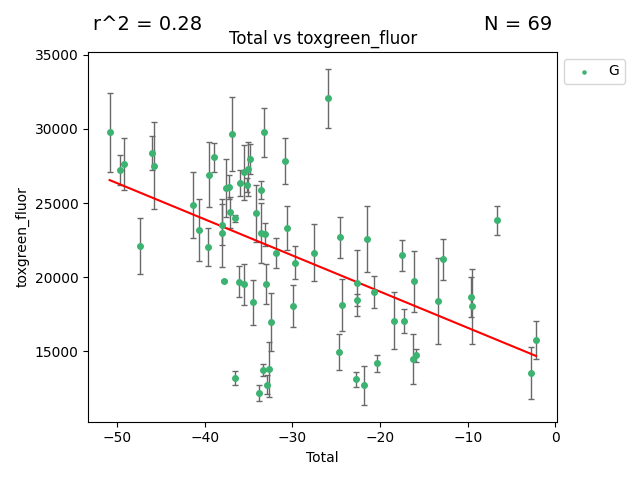 r^2 = 0.28
N = 69
Total vs toxgreen_fluor
35000
30000
25000
20000
15000
toxgreen_fluor
−50
−40
−30
−20
−10
0
Total
G